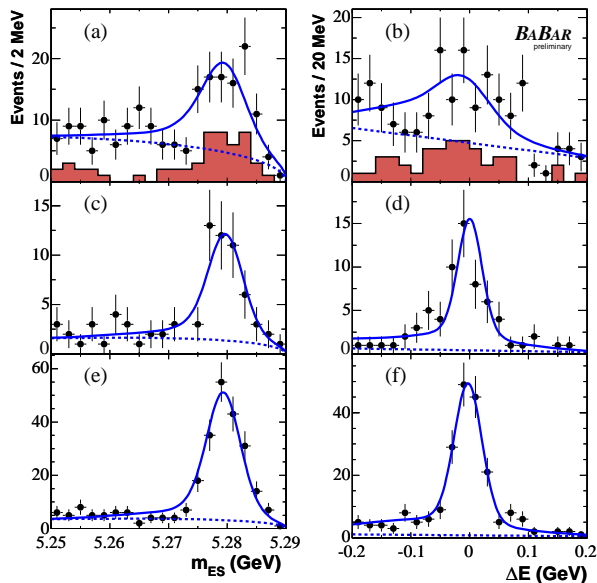 (a)
(b)
BABAR
preliminary
Events / 2 MeV
Events / 20 MeV
20
10
0
20
15
10
5
0
(c)
(d)
10
5
0
15
10
5
0
(e)
(f)
60
40
20
0
40
20
0
5.25
5.26
5.27
5.28
5.29
-0.2
-0.1
0
0.1
0.2
mES (GeV)
ΔE (GeV)